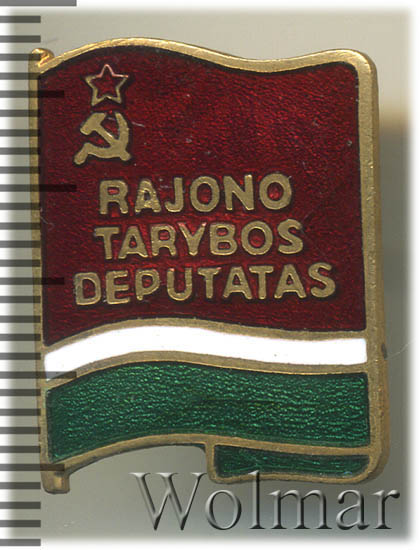 RAJONO
TARYBOS
DEPUTATAS
Wolmar